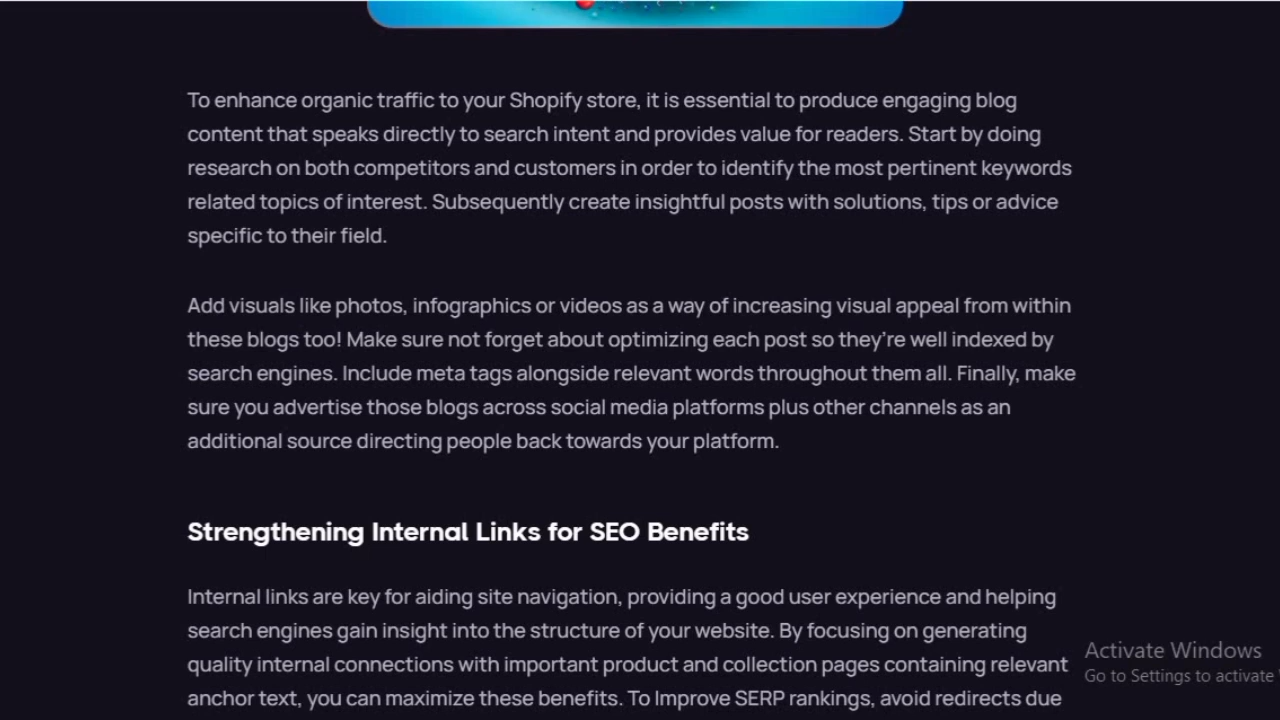 To enhance organic traffic to your Shopify store, it is essential to produce engaging blog
content that speaks directly to search intent and provides value for readers. Start by doing
research on both competitors and customers in order to identify the most pertinent keywords
related topics of interest. Subsequently create insightful posts with solutions, tips or advice
specific to their field.
Add visuals like photos, infographics or videos as a way of increasing visual appeal from within
these blogs too! Make sure not forget about optimizing each post so they’re well indexed by
search engines. Include meta tags alongside relevant words throughout them all. Finally, make
sure you advertise those blogs across social media platforms plus other channels as an
additional source directing people back towards your platform.
Strengthening Internal Links for SEO Benefits
Internal links are key for aiding site navigation, providing a good user experience and helping
search engines gain insight into the structure of your website. By focusing on generating
quality internal connections with important product and collection pages containing relevant
anchor text, you can maximize these benefits. To Improve SERP rankings, avoid redirects due
Activate Windows
Go to Settings to activate